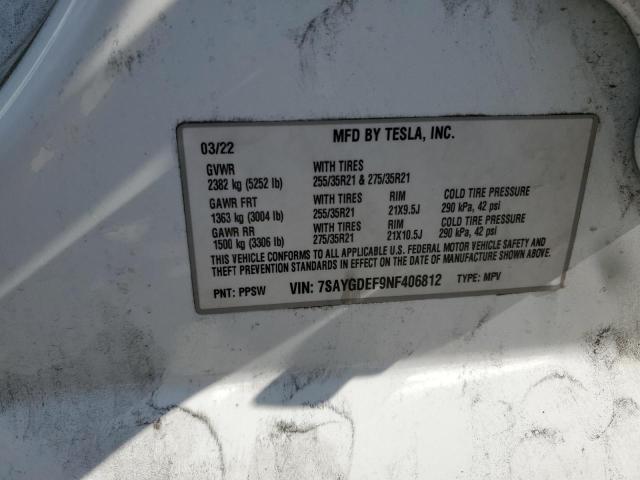 MFD BY TESLA, INC.
03/22
GVWR WITH TIRES
2382 kg (5252 lb) 255/35R21 & 275/35R21
GAWR FRT WITH TIRES RIM COLD TIRE PRESSURE
1363 kg (3004 lb) 255/35R21 21X9.5J 290 kPa, 42 psi
GAWR RR WITH TIRES RIM COLD TIRE PRESSURE
1500 kg (3306 lb) 275/35R21 21X10.5J 290 kPa, 42 psi
THIS VEHICLE CONFORMS TO ALL APPLICABLE U.S. FEDERAL MOTOR VEHICLE SAFETY AND
THEFT PREVENTION STANDARDS IN EFFECT ON THE DATE OF MANUFACTURE SHOWN ABOVE.
PNT: PPSW VIN: 7SAYGDEF9NF406812 TYPE: MPV